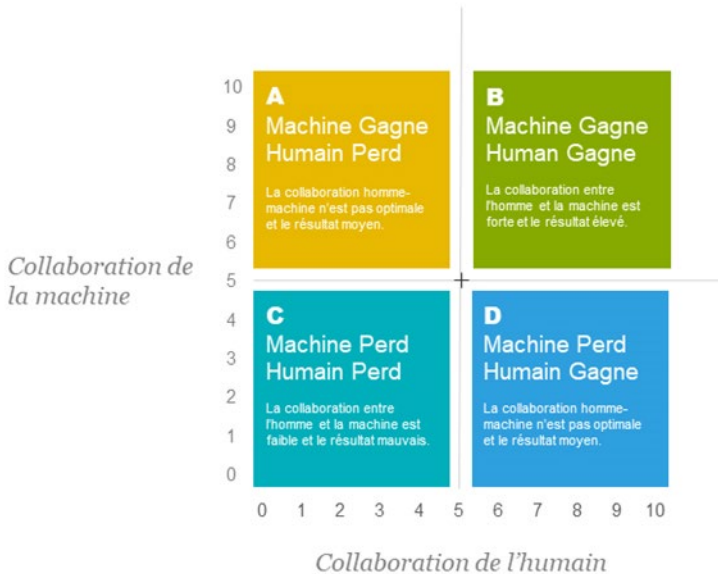 10
9
8
7
6
5
4
3
2
1
0
Collaboration de
la machine
A
Machine Gagne
Humain Perd
La collaboration homme-
machine n'est pas optimale
et le résultat moyen.
B
Machine Gagne
Human Gagne
La collaboration entre
l'homme et la machine est
forte et le résultat élevé.
C
Machine Perd
Humain Perd
La collaboration entre
l'homme et la machine est
faible et le résultat mauvais.
D
Machine Perd
Humain Gagne
La collaboration homme-
machine n'est pas optimale
et le résultat moyen.
0 1 2 3 4 5 6 7 8 9 10
Collaboration de l'humain